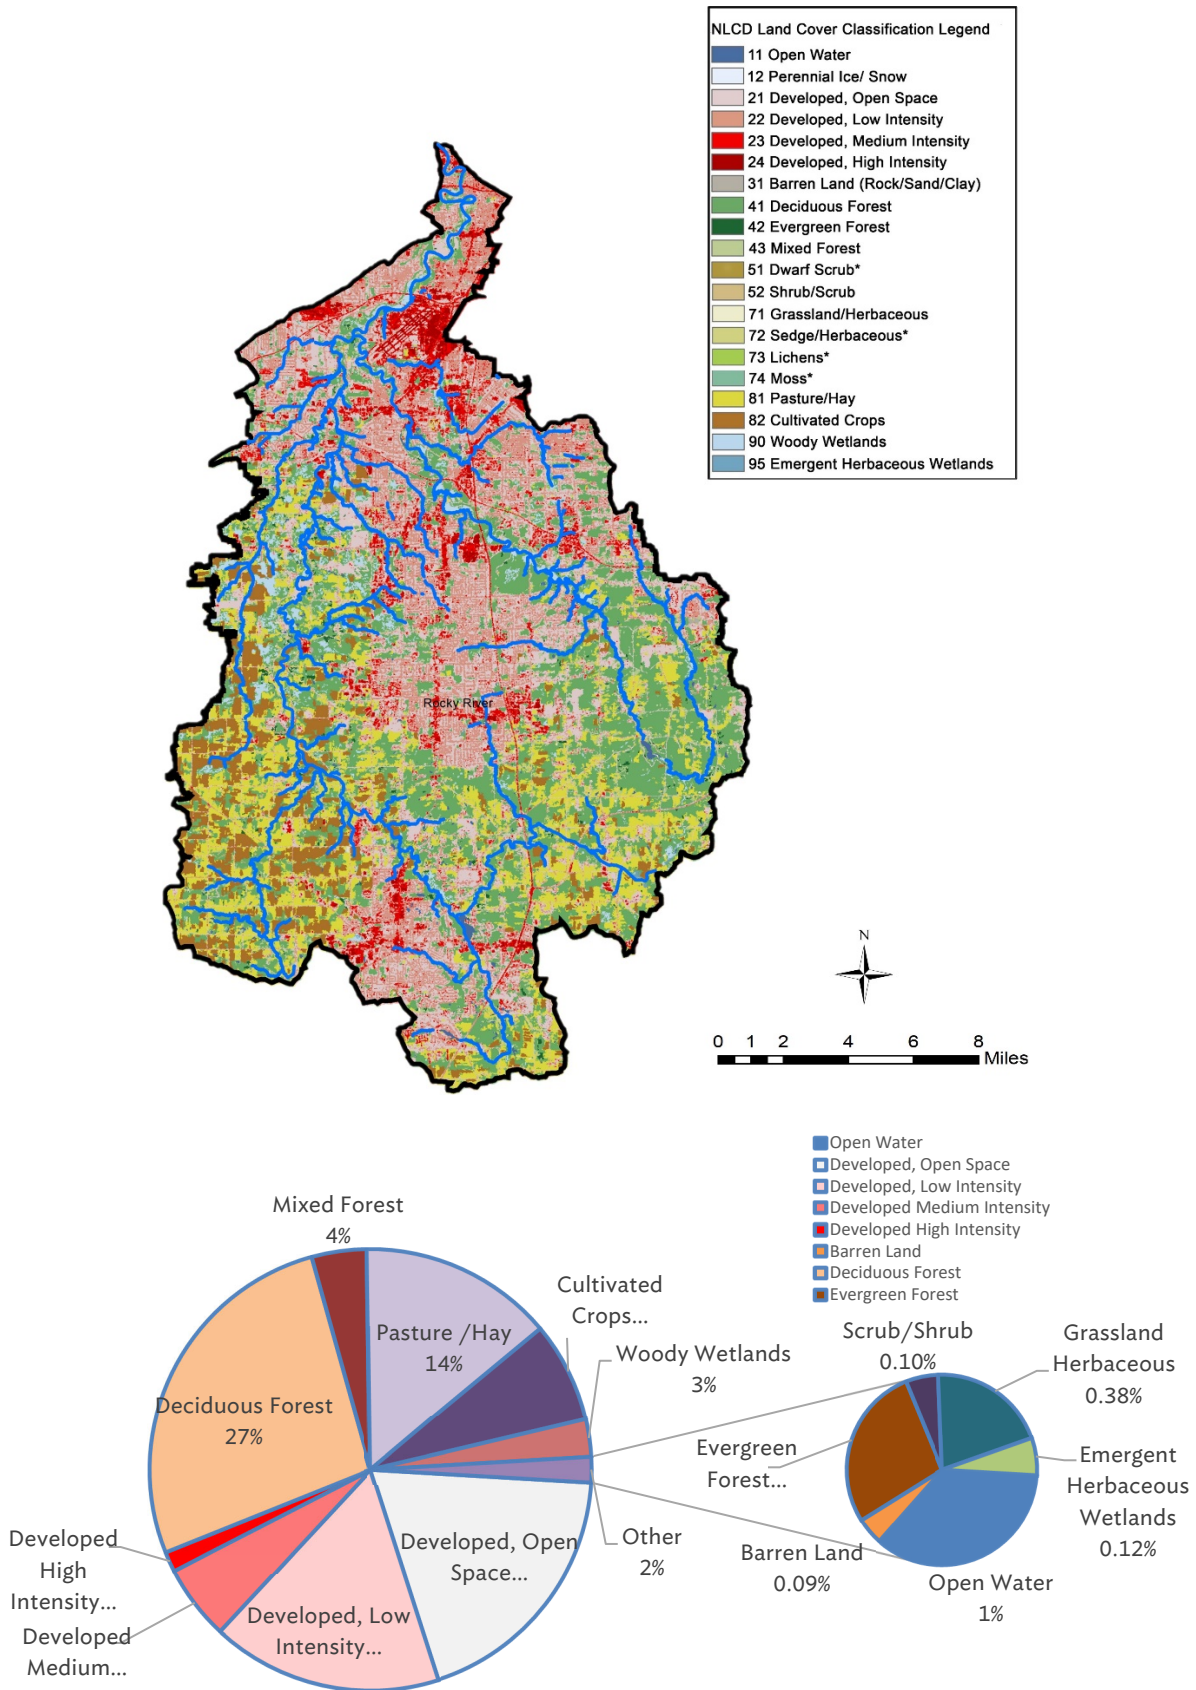 NLCD Land Cover Classification Legend
11 Open Water
12 Perennial Ice/ Snow
21 Developed, Open Space
22 Developed, Low Intensity
23 Developed, Medium Intensity
24 Developed, High Intensity
31 Barren Land (Rock/Sand/Clay)
41 Deciduous Forest
42 Evergreen Forest
43 Mixed Forest
51 Dwarf Scrub*
52 Shrub/Scrub
71 Grassland/Herbaceous
72 Sedge/Herbaceous*
73 Lichens*
74 Moss*
81 Pasture/Hay
82 Cultivated Crops
90 Woody Wetlands
95 Emergent Herbaceous Wetlands
Rocky River
N
0 1 2 4 6 8
Miles
Open Water
Developed, Open Space
Developed, Low Intensity
Developed Medium Intensity
Developed High Intensity
Barren Land
Deciduous Forest
Evergreen Forest
Mixed Forest
4%
Pasture /Hay
14%
Cultivated
Crops...
Woody Wetlands
3%
Deciduous Forest
27%
Other
2%
Developed, Open
Space...
Developed, Low
Intensity...
Developed
High
Intensity...
Developed
Medium...
Scrub/Shrub
0.10%
Grassland
Herbaceous
0.38%
Evergreen
Forest...
Emergent
Herbaceous
Wetlands
0.12%
Barren Land
0.09%
Open Water
1%